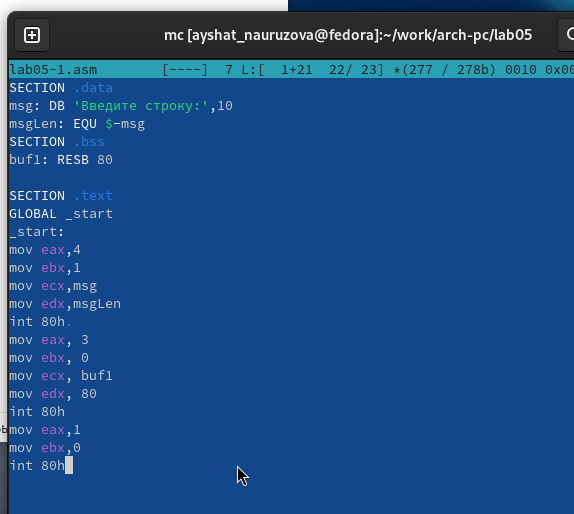 mc [ayshat_nauruzova@fedora]:~/work/arch-pc/lab05
lab05-1.asm [----] 7 L:[ 1+21 22/ 23] *(277 / 278b) 0010 0x00
SECTION .data
msg: DB 'Введите строку:',10
msgLen: EQU $-msg
SECTION .bss
buf1: RESB 80
SECTION .text
GLOBAL _start
_start:
mov eax,4
mov ebx,1
mov ecx,msg
mov edx,msgLen
int 80h
mov eax, 3
mov ebx, 0
mov ecx, buf1
mov edx, 80
int 80h
mov eax,1
mov ebx,0
int 80h